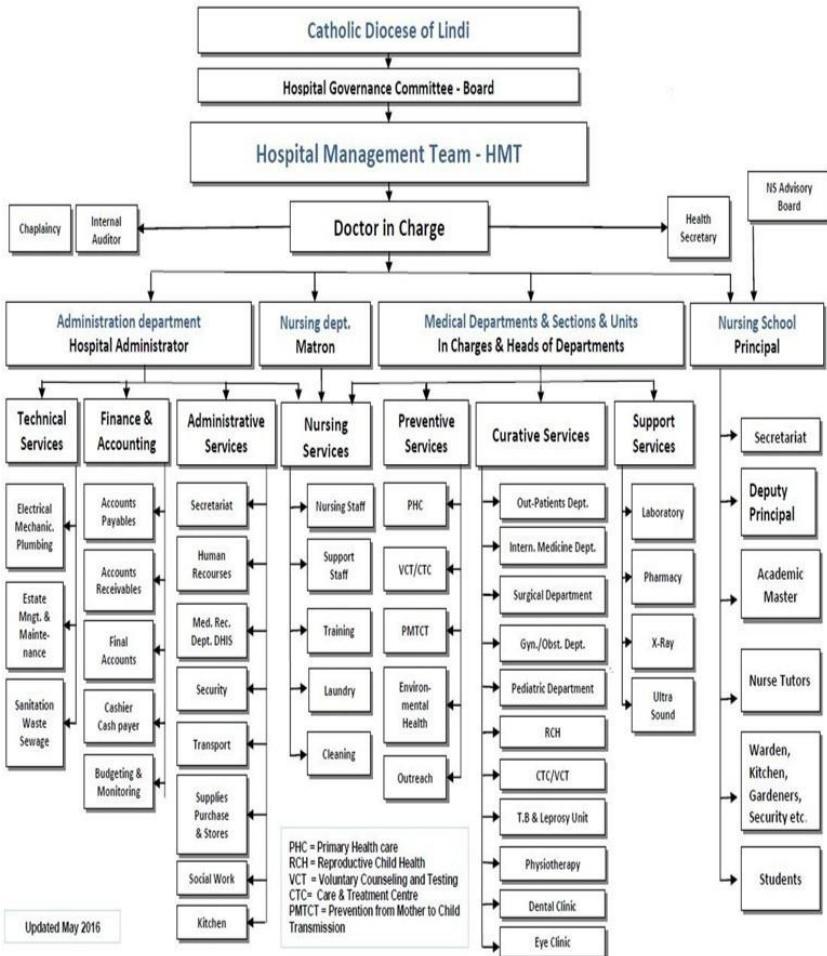 Catholic Diocese of Lindi
Hospital Governance Committee - Board
Hospital Management Team - HMT
NS Advisory
Board
Chaplaincy
Internal
Auditor
Doctor in Charge
Health
Secretary
Administration department
Hospital Administrator
Nursing dept.
Matron
Medical Departments & Sections & Units
In Charges & Heads of Departments
Nursing School
Principal
Technical
Services
Finance &
Accounting
Administrative
Services
Nursing
Services
Preventive
Services
Curative Services
Support
Services
Electrical
Mechanic.
Plumbing
Estate
Mngt. &
Mainte-
nance
Sanitation
Waste
Sewage
Accounts
Payables
Accounts
Receivables
Final
Accounts
Cashier
Cash payer
Budgeting &
Monitoring
Secretariat
Human
Recourses
Med. Rec.
Dept. DHIS
Security
Transport
Supplies
Purchase
& Stores
Social Work
Kitchen
Nursing Staff
Support
Staff
Training
Laundry
Cleaning
PHC
VCT/CTC
PMTCT
Environ-
mental
Health
Outreach
Out-Patients Dept.
Intern. Medicine Dept.
Surgical Department
Gyn./Obst. Dept.
Pediatric Department
RCH
CTC/VCT
T.B & Leprosy Unit
Physiotherapy
Dental Clinic
Eye Clinic
Laboratory
Pharmacy
X-Ray
Ultra
Sound
Secretariat
Deputy
Principal
Academic
Master
Nurse Tutors
Warden,
Kitchen,
Gardeners,
Security etc.
Students
PHC = Primary Health care
RCH = Reproductive Child Health
VCT = Voluntary Counseling and Testing
CTC= Care & Treatment Centre
PMTCT = Prevention from Mother to Child
Transmission
Updated May 2016